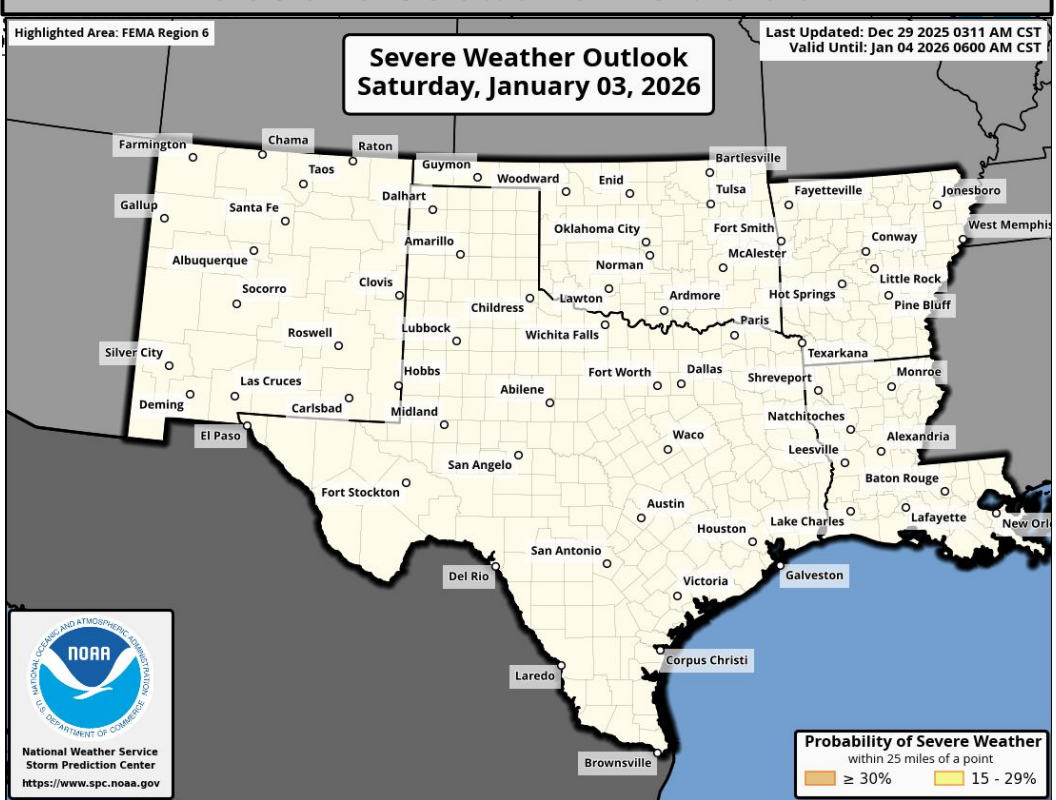 Highlighted Area: FEMA Region 6
Severe Weather Outlook
Saturday, January 03, 2026
Last Updated: Dec 29 2025 0311 AM CST
Valid Until: Jan 04 2026 0600 AM CST
Farmington
Chama
Raton
Taos
Guymon
Woodward
Enid
Bartlesville
Tulsa
Fayetteville
Jonesboro
Gallup
Santa Fe
Dalhart
Oklahoma City
Fort Smith
West Memphis
Albuquerque
Amarillo
Norman
McAlester
Conway
Socorro
Clovis
Childress
Lawton
Ardmore
Hot Springs
Little Rock
Pine Bluff
Roswell
Lubbock
Wichita Falls
Paris
Texarkana
Silver City
Las Cruces
Hobbs
Fort Worth
Dallas
Shreveport
Monroe
Deming
Carlsbad
Midland
Abilene
Natchitoches
El Paso
Waco
Leesville
Alexandria
San Angelo
Baton Rouge
Fort Stockton
Austin
Houston
Lake Charles
Lafayette
San Antonio
Del Rio
Victoria
Galveston
Laredo
Corpus Christi
Brownsville
NATIONAL OCEANIC AND ATMOSPHERIC ADMINISTRATION
NOAA
U.S. DEPARTMENT OF COMMERCE
National Weather Service
Storm Prediction Center
https://www.spc.noaa.gov
Probability of Severe Weather
within 25 miles of a point
≥ 30%
15 - 29%